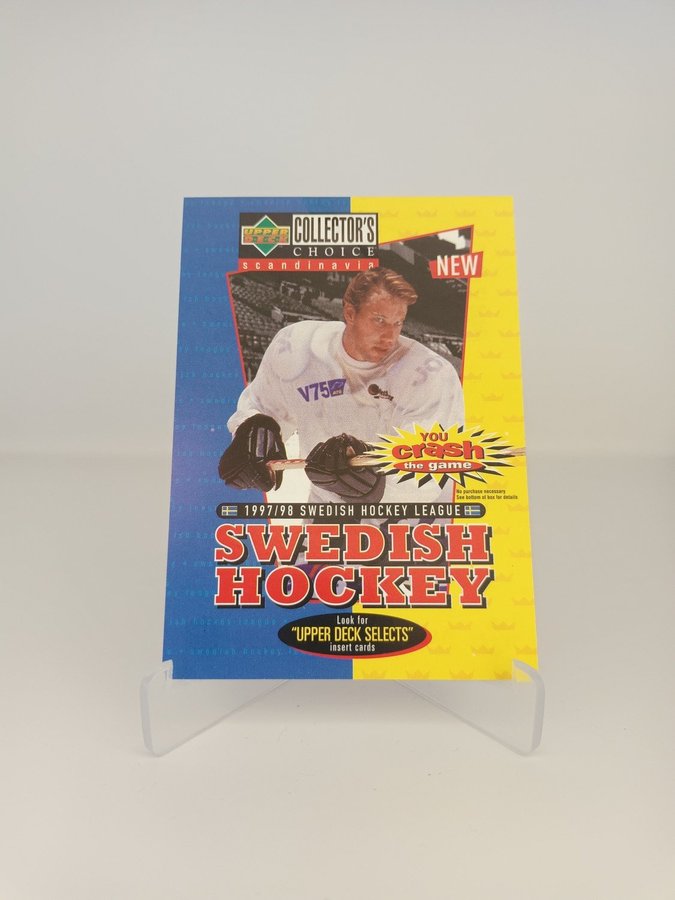 UPPER DECK
COLLECTOR'S
CHOICE
scandinavia
NEW
V75
YOU
crash
the game
No purchase necessary
See bottom of box for details
1997/98 SWEDISH HOCKEY LEAGUE
SWEDISH
HOCKEY
Look for
"UPPER DECK SELECTS"
insert cards